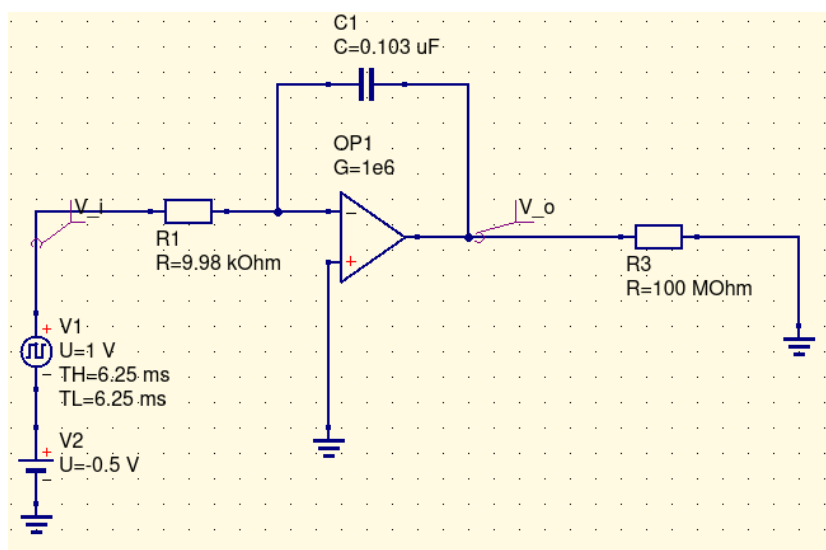 C1
C=0.103 uF
OP1
G=1e6
V_i
V_o
R1
R=9.98 kOhm
R3
R=100 MOhm
V1
U=1 V
TH=6.25 ms
TL=6.25 ms
V2
U=-0.5 V